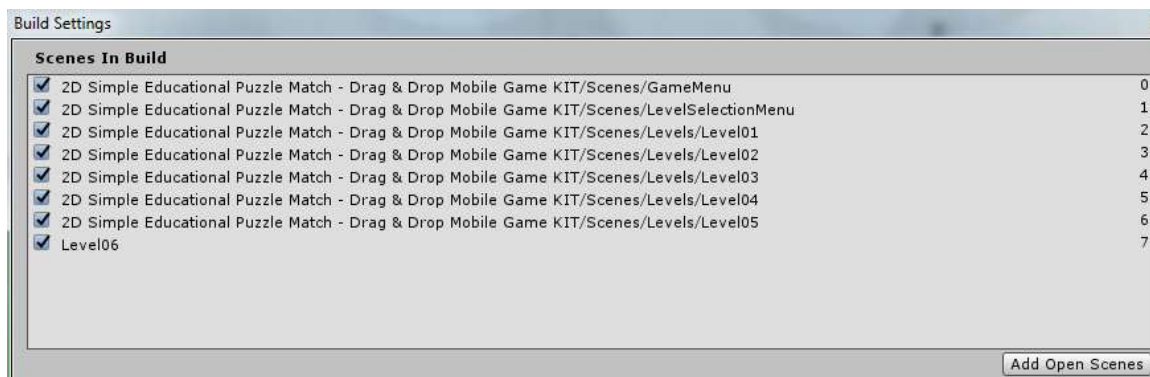 Build Settings
Scenes In Build
2D Simple Educational Puzzle Match - Drag & Drop Mobile Game KIT/Scenes/GameMenu 0
2D Simple Educational Puzzle Match - Drag & Drop Mobile Game KIT/Scenes/LevelSelectionMenu 1
2D Simple Educational Puzzle Match - Drag & Drop Mobile Game KIT/Scenes/Levels/Level01 2
2D Simple Educational Puzzle Match - Drag & Drop Mobile Game KIT/Scenes/Levels/Level02 3
2D Simple Educational Puzzle Match - Drag & Drop Mobile Game KIT/Scenes/Levels/Level03 4
2D Simple Educational Puzzle Match - Drag & Drop Mobile Game KIT/Scenes/Levels/Level04 5
2D Simple Educational Puzzle Match - Drag & Drop Mobile Game KIT/Scenes/Levels/Level05 6
Level06 7
Add Open Scenes